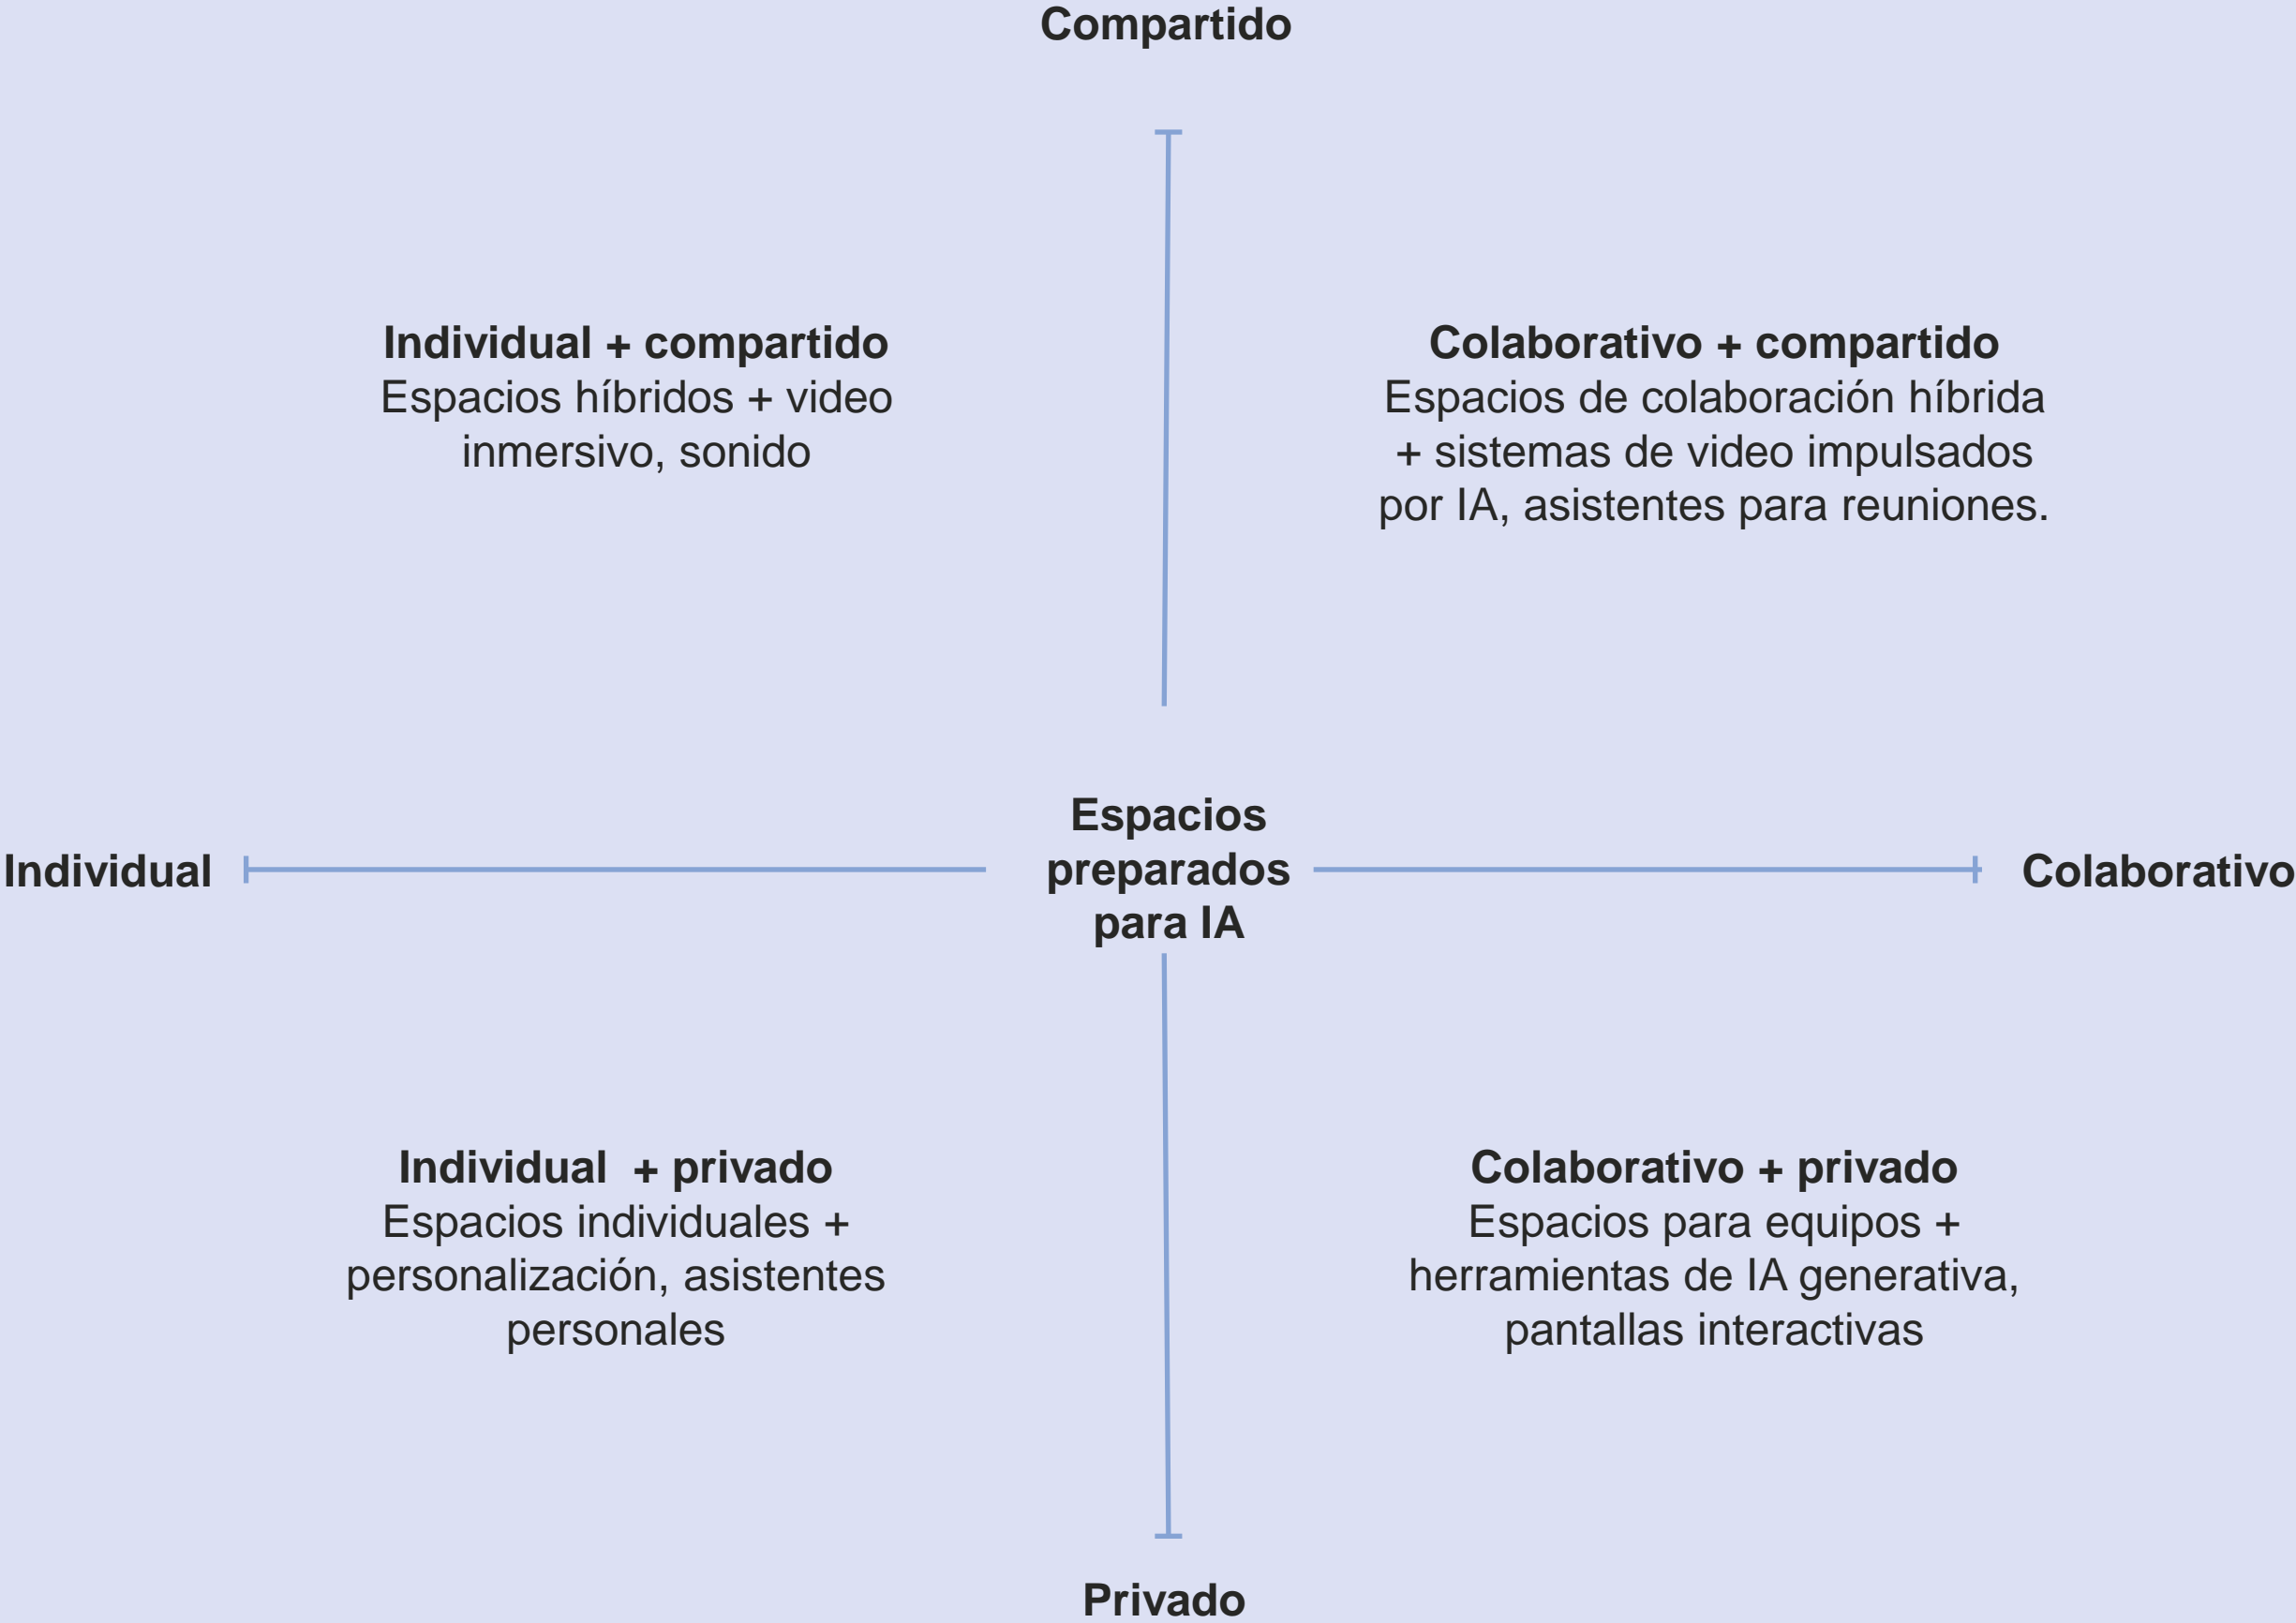 Compartido
Individual + compartido
Espacios híbridos + video
inmersivo, sonido
Colaborativo + compartido
Espacios de colaboración híbrida
+ sistemas de video impulsados
por IA, asistentes para reuniones.
Individual
Espacios
preparados
para IA
Colaborativo
Individual  + privado
Espacios individuales +
personalización, asistentes
personales
Colaborativo + privado
Espacios para equipos +
herramientas de IA generativa,
pantallas interactivas
Privado